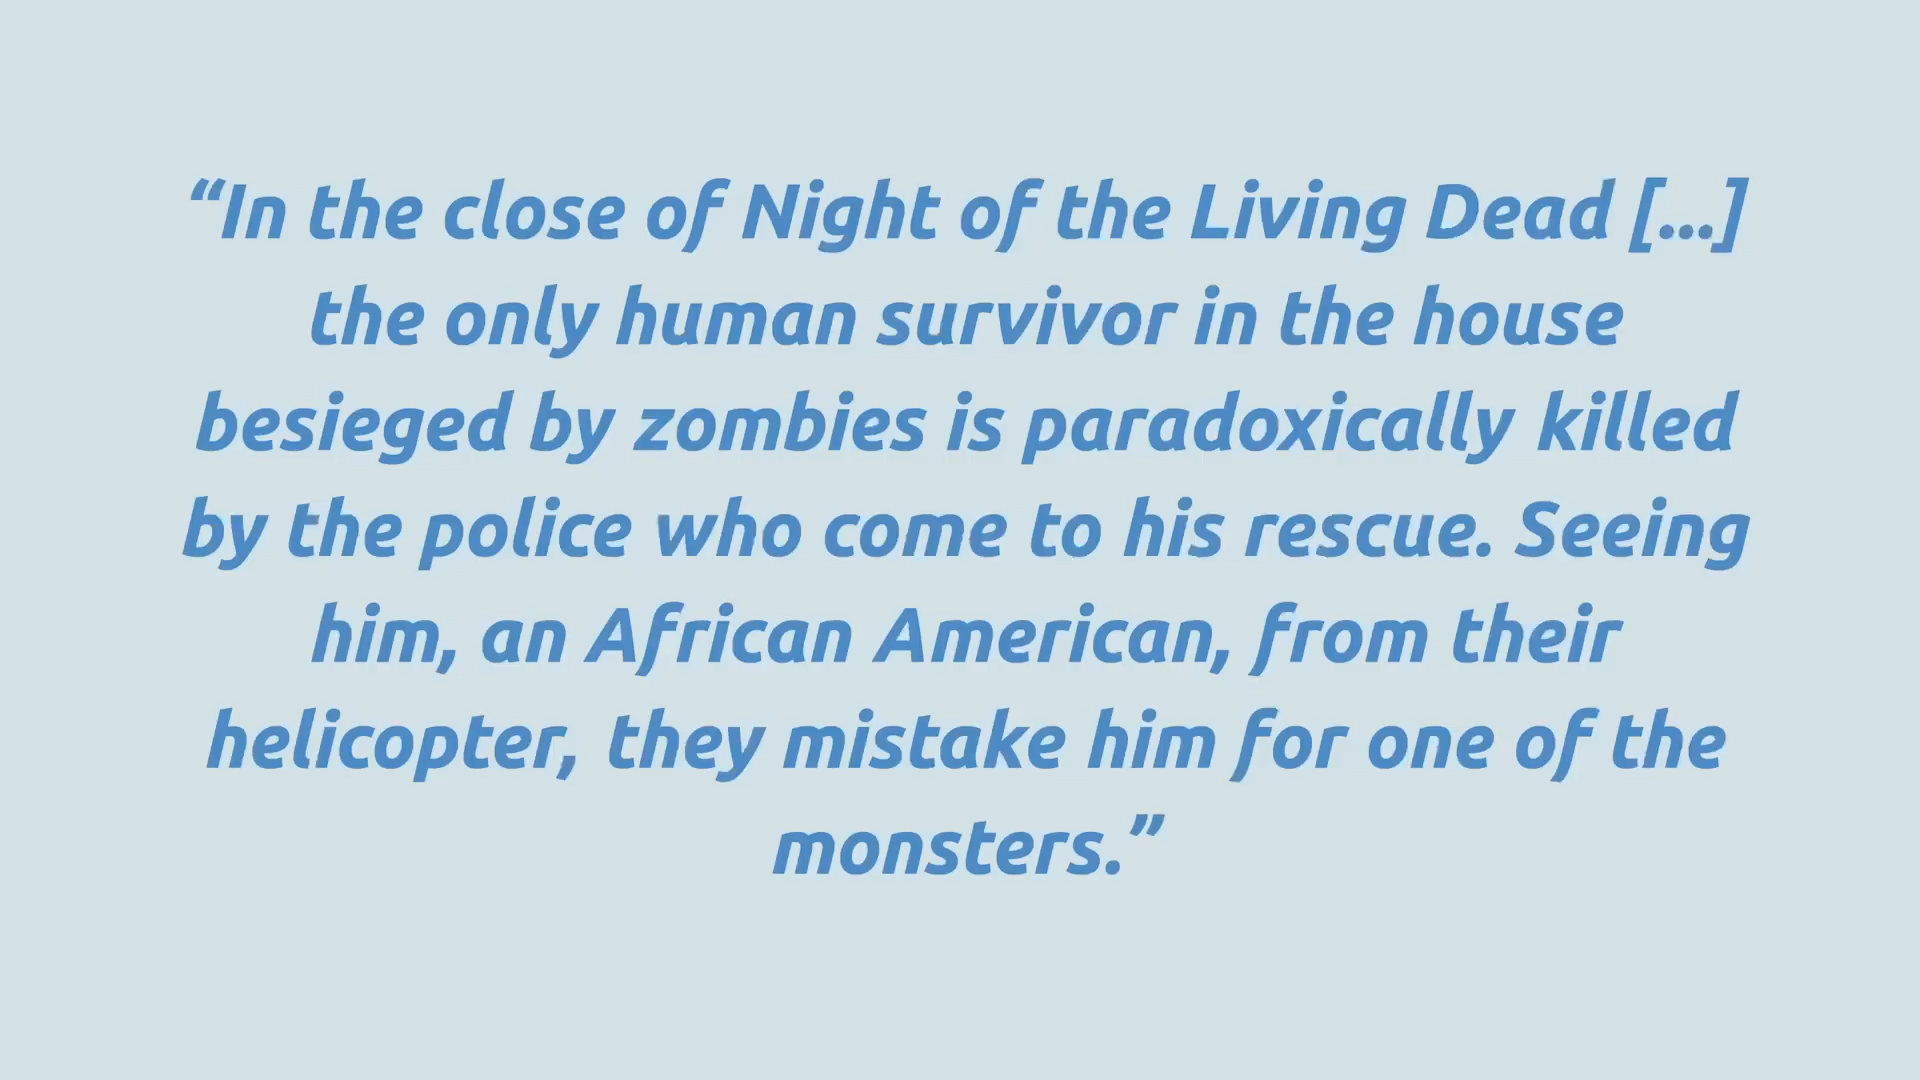 “In the close of Night of the Living Dead [...]
the only human survivor in the house
besieged by zombies is paradoxically killed
by the police who come to his rescue. Seeing
him, an African American, from their
helicopter, they mistake him for one of the
monsters.”